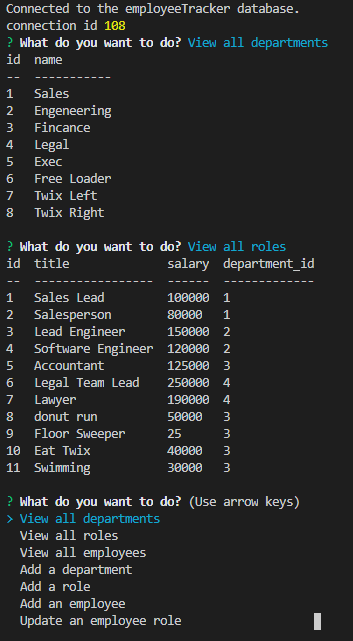 Connected to the employeeTracker database.
connection id 108
? What do you want to do? View all departments
id  name
--  -----------
1   Sales
2   Engeneering
3   Fincance
4   Legal
5   Exec
6   Free Loader
7   Twix Left
8   Twix Right
? What do you want to do? View all roles
id  title              salary  department_id
--  -----------------  ------  -------------
1   Sales Lead         100000  1
2   Salesperson        80000   1
3   Lead Engineer      150000  2
4   Software Engineer  120000  2
5   Accountant         125000  3
6   Legal Team Lead    250000  4
7   Lawyer             190000  4
8   donut run          50000   3
9   Floor Sweeper      25      3
10  Eat Twix           40000   3
11  Swimming           30000   3
? What do you want to do? (Use arrow keys)
> View all departments
  View all roles
  View all employees
  Add a department
  Add a role
  Add an employee
  Update an employee role